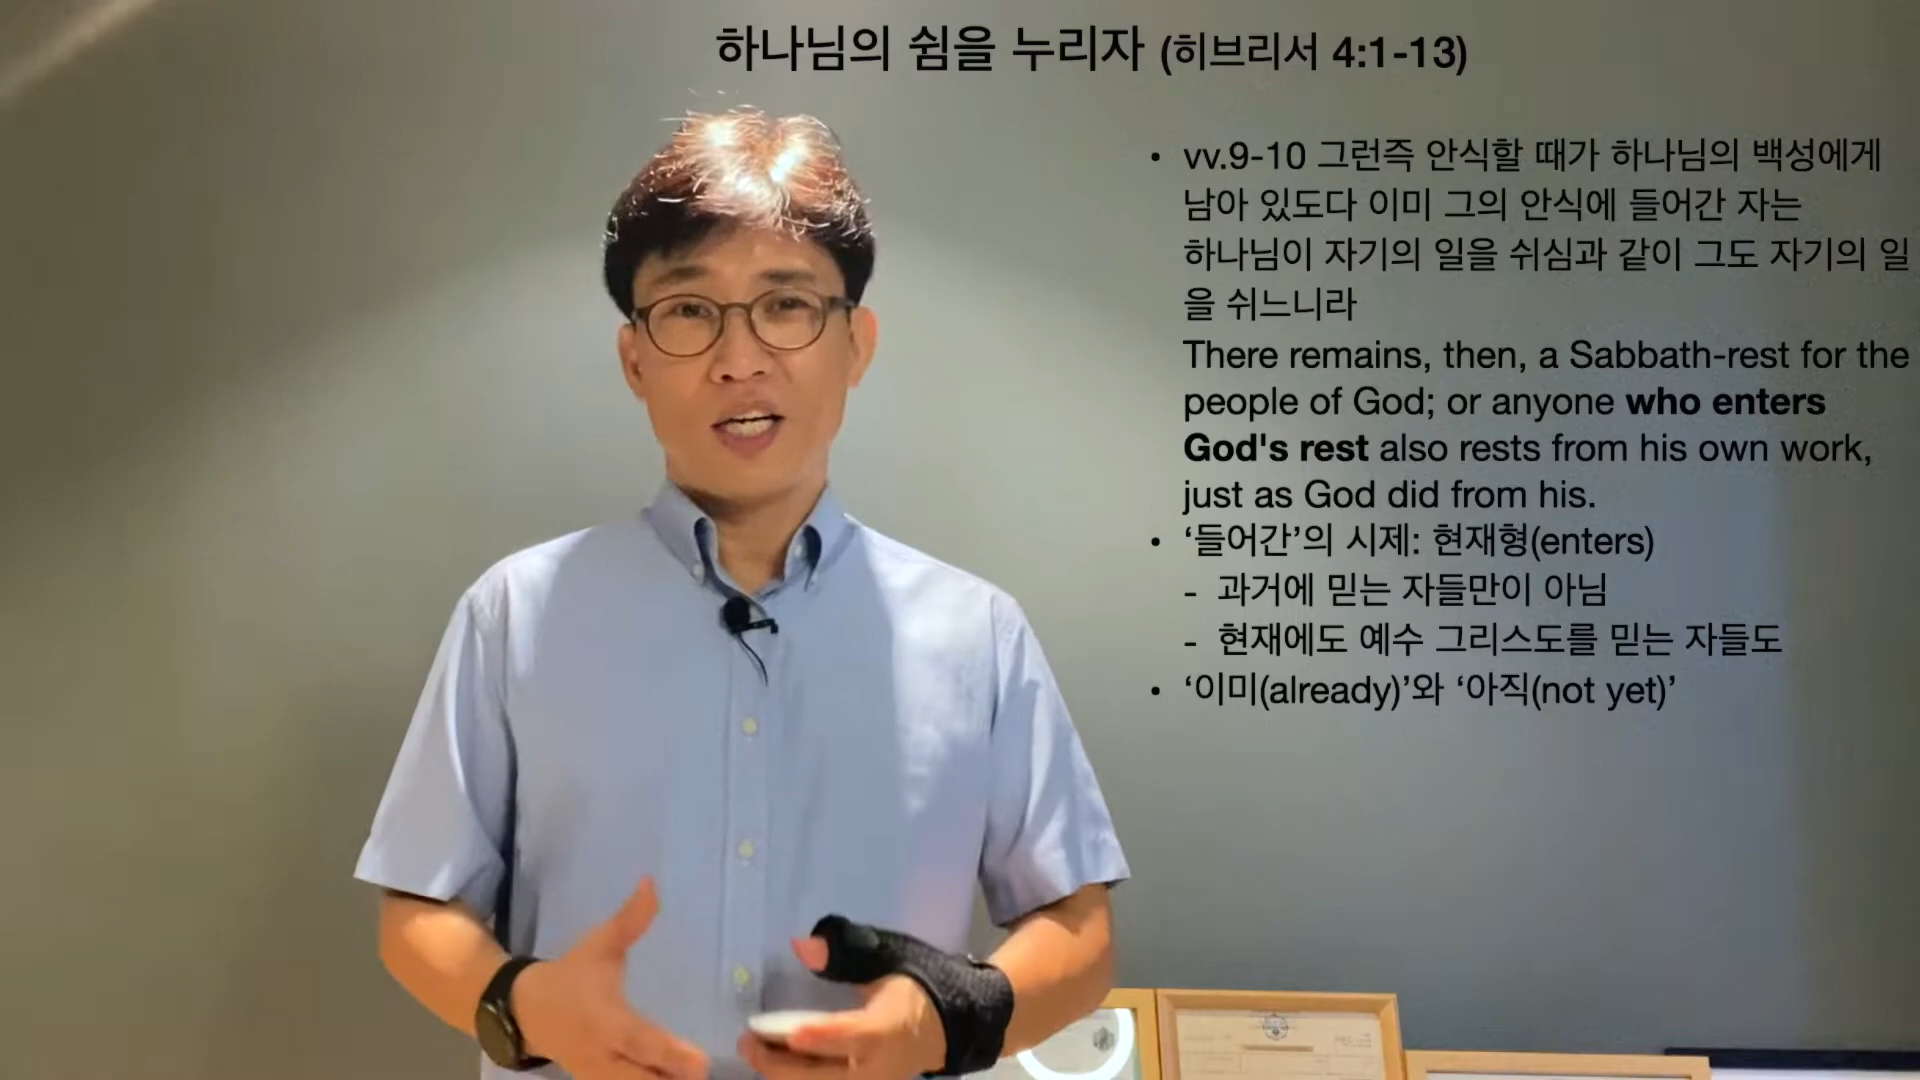 하나님의 쉼을 누리자 (히브리서 4:1-13)
• vv.9-10 그런즉 안식할 때가 하나님의 백성에게
남아 있도다 이미 그의 안식에 들어간 자는
하나님이 자기의 일을 쉬심과 같이 그도 자기의 일
을 쉬느니라
There remains, then, a Sabbath-rest for the
people of God; or anyone who enters
God's rest also rests from his own work,
just as God did from his.
• ‘들어간’의 시제: 현재형(enters)
- 과거에 믿는 자들만이 아님
- 현재에도 예수 그리스도를 믿는 자들도
• ‘이미(already)’와 ‘아직(not yet)’